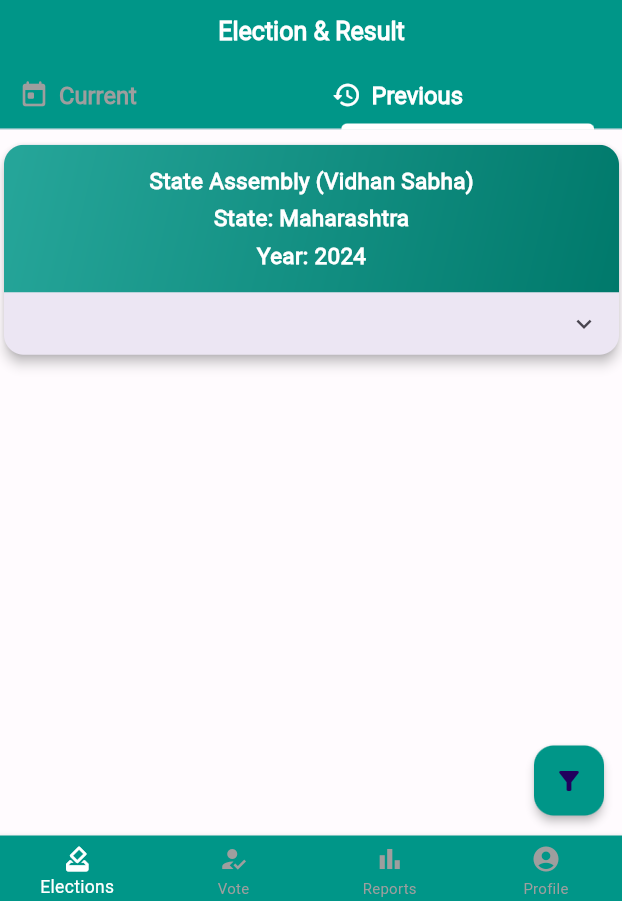 Election & Result
Current
Previous
State Assembly (Vidhan Sabha)
State: Maharashtra
Year: 2024
Elections
Vote
Reports
Profile